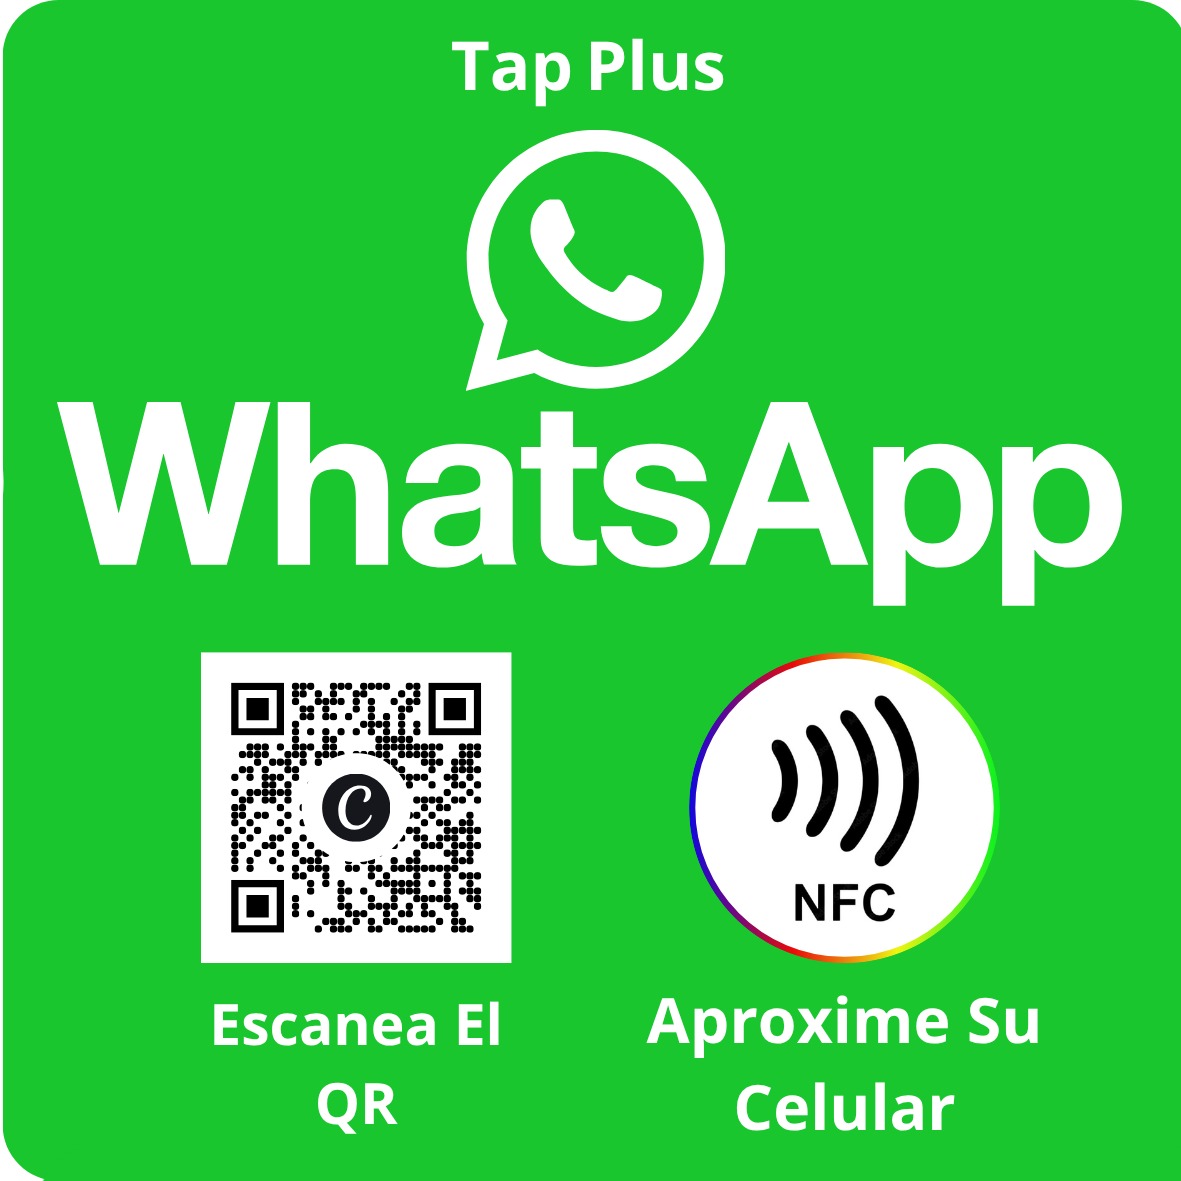 Tap Plus
WhatsApp
C
NFC
Escanea El
QR
Aproxime Su
Celular